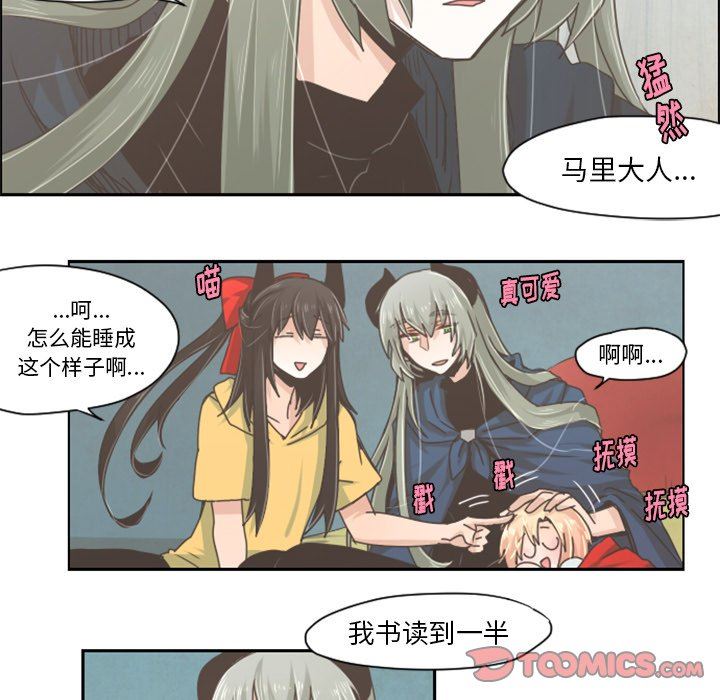 猛然
马里大人...
喵
真可爱
...呵...
怎么能睡成
这个样子啊...
啊啊...
戳
戳
抚摸
抚摸
我书读到一半
TOOMICS.COM